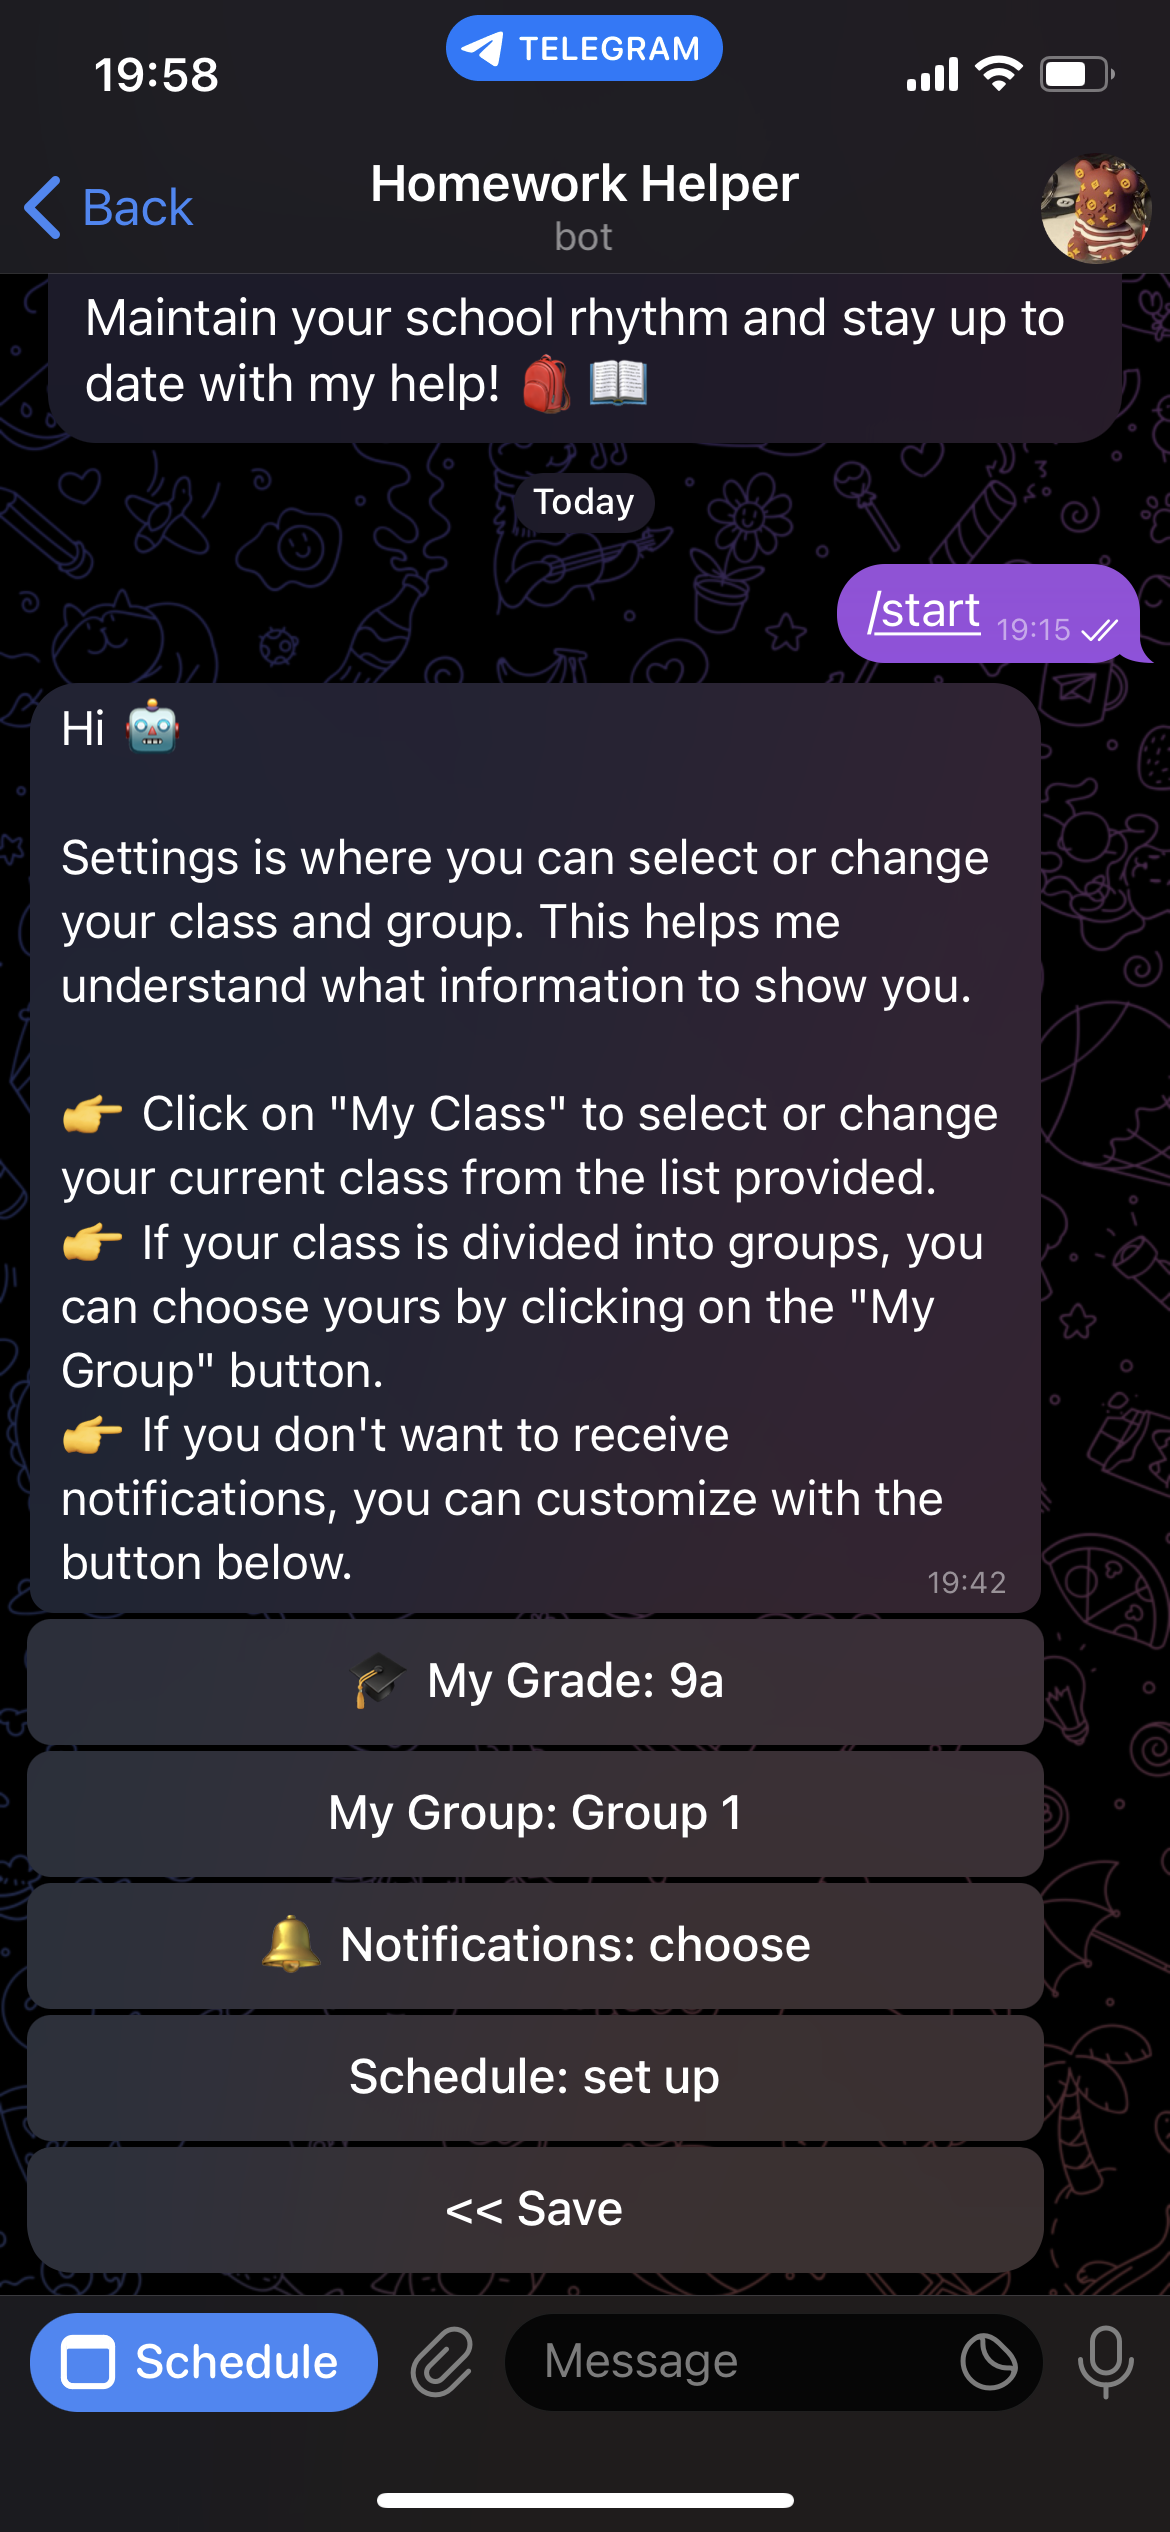 19:58
TELEGRAM
Back
Homework Helper
bot
Maintain your school rhythm and stay up to
date with my help! 🎒 📖
Today
/start 19:15
Hi 🤖
Settings is where you can select or change
your class and group. This helps me
understand what information to show you.
👉 Click on "My Class" to select or change
your current class from the list provided.
👉 If your class is divided into groups, you
can choose yours by clicking on the "My
Group" button.
👉 If you don't want to receive
notifications, you can customize with the
button below.
19:42
🎓 My Grade: 9a
My Group: Group 1
🔔 Notifications: choose
Schedule: set up
<< Save
Schedule
Message